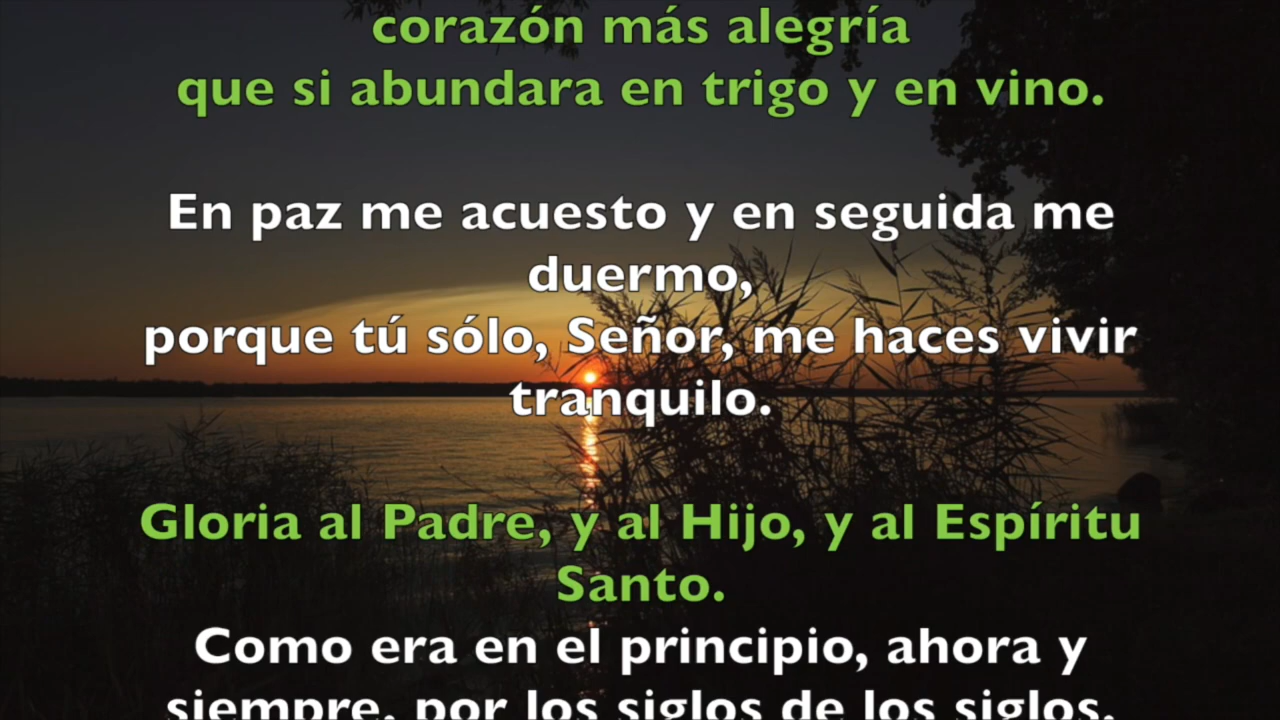 corazón más alegría
que si abundara en trigo y en vino.
En paz me acuesto y en seguida me
duermo,
porque tú sólo, Señor, me haces vivir
tranquilo.
Gloria al Padre, y al Hijo, y al Espíritu
Santo.
Como era en el principio, ahora y
siempre, por los siglos de los siglos.